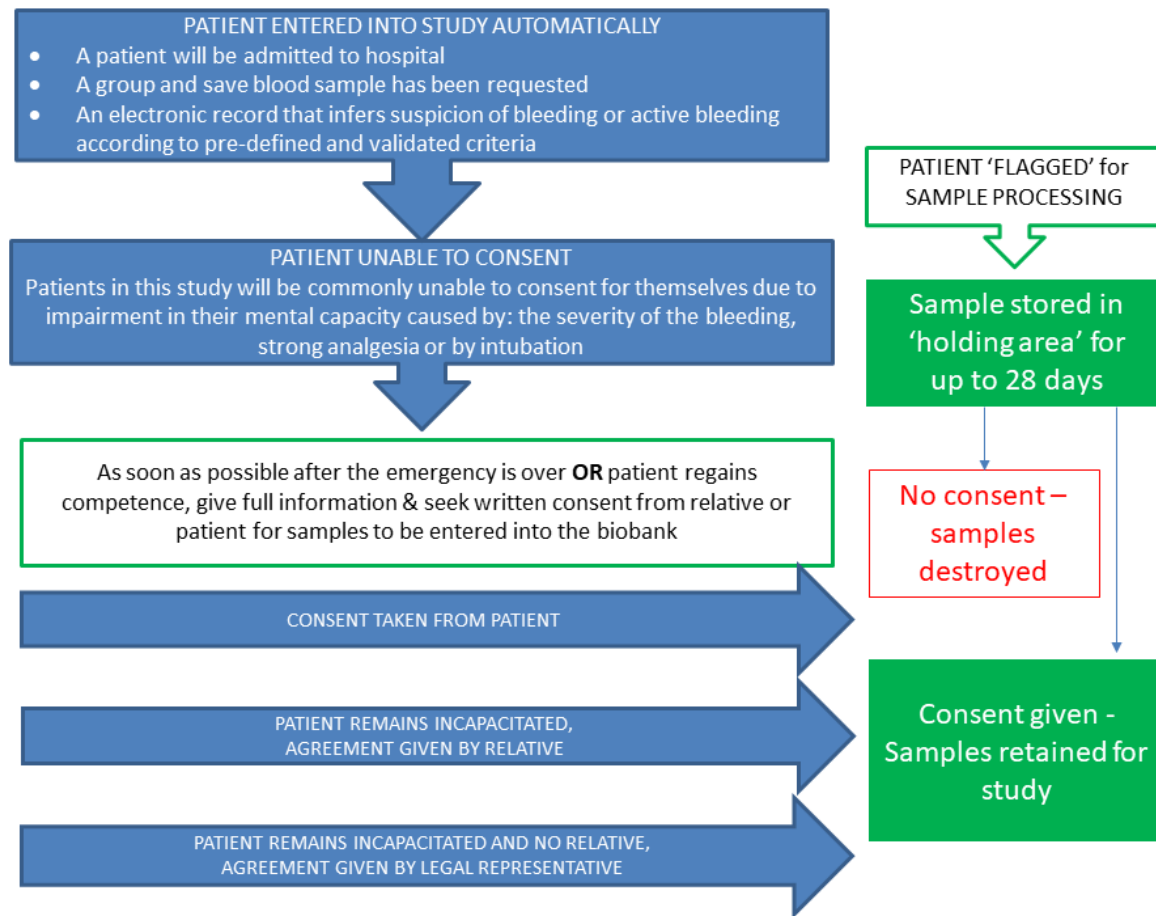 PATIENT ENTERED INTO STUDY AUTOMATICALLY
• A patient will be admitted to hospital
• A group and save blood sample has been requested
• An electronic record that infers suspicion of bleeding or active bleeding
according to pre-defined and validated criteria
PATIENT UNABLE TO CONSENT
Patients in this study will be commonly unable to consent for themselves due to
impairment in their mental capacity caused by: the severity of the bleeding,
strong analgesia or by intubation
As soon as possible after the emergency is over OR patient regains
competence, give full information & seek written consent from relative or
patient for samples to be entered into the biobank
CONSENT TAKEN FROM PATIENT
PATIENT REMAINS INCAPACITATED,
AGREEMENT GIVEN BY RELATIVE
PATIENT REMAINS INCAPACITATED AND NO RELATIVE,
AGREEMENT GIVEN BY LEGAL REPRESENTATIVE
PATIENT ‘FLAGGED’ for
SAMPLE PROCESSING
Sample stored in
‘holding area’ for
up to 28 days
No consent –
samples
destroyed
Consent given -
Samples retained for
study